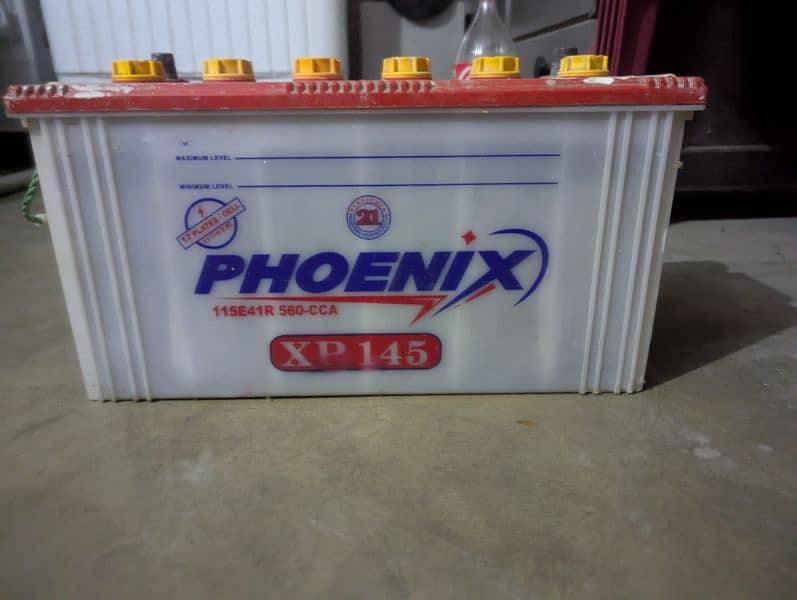 MAXIMUM LEVEL
MINIMUM LEVEL
17 PLATES / CELL
21
PHOENIX
115E41R 560-CCA
XP 145